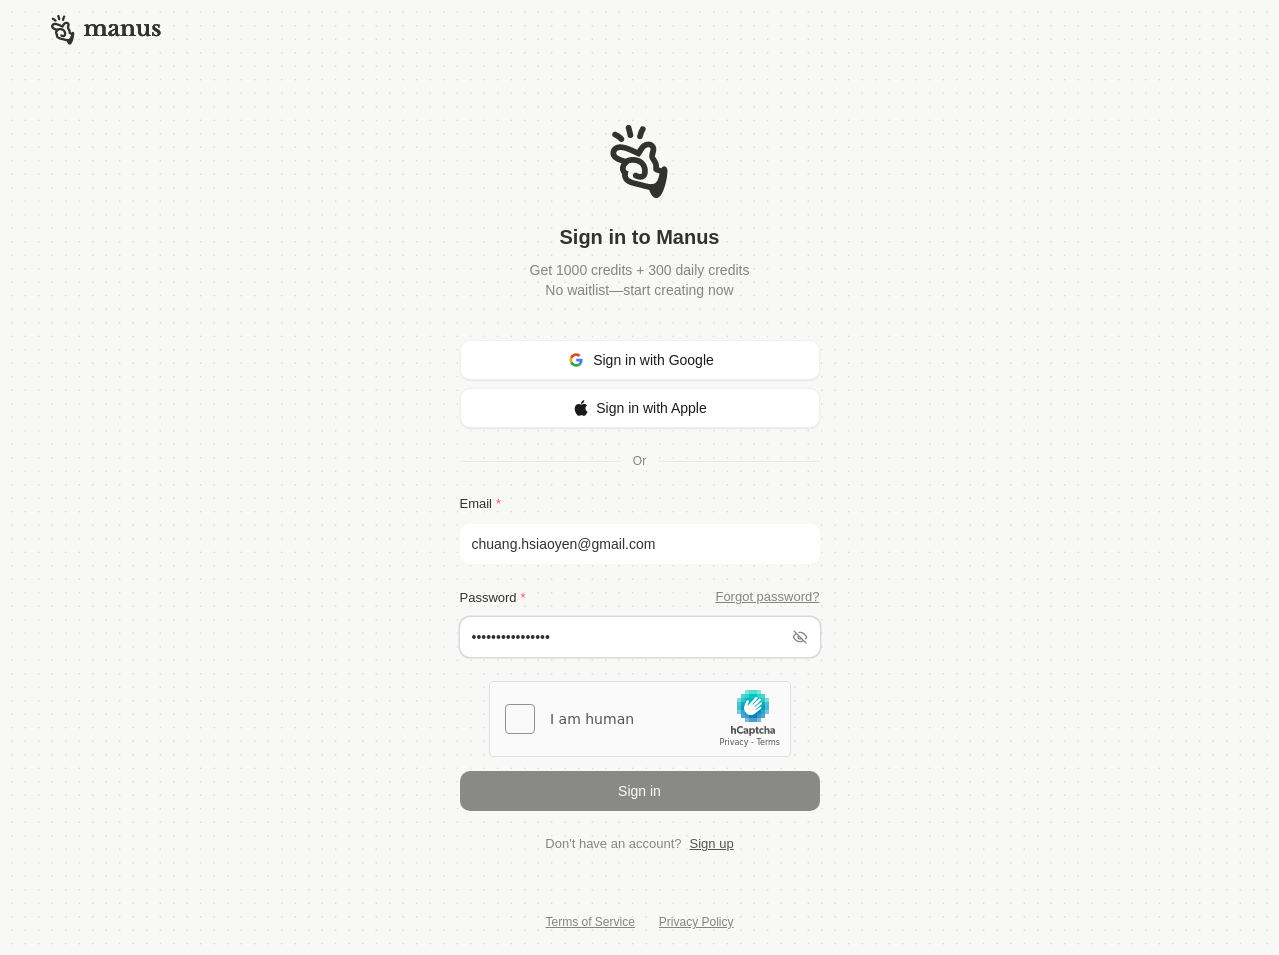 manus
Sign in to Manus
Get 1000 credits + 300 daily credits
No waitlist—start creating now
Sign in with Google
Sign in with Apple
Or
Email *
chuang.hsiaoyen@gmail.com
Password *
Forgot password?
••••••••••••••••
I am human
hCaptcha
Privacy - Terms
Sign in
Don't have an account? Sign up
Terms of Service Privacy Policy